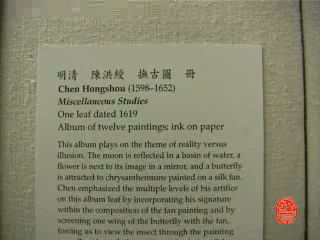 明清 陳洪綬 撫古圖 冊
Chen Hongshou (1598–1652)
Miscellaneous Studies
One leaf dated 1619
Album of twelve paintings; ink on paper
This album plays on the theme of reality versus
illusion. The moon is reflected in a basin of water, a
flower is next to its image in a mirror, and a butterfly
is attracted to chrysanthemums painted on a silk fan.
Chen emphasized the multiple levels of his artifice
on this album leaf by incorporating his signature
within the composition of the fan painting and by
screening one wing of the butterfly with the fan,
forcing us to view the insect through the painting